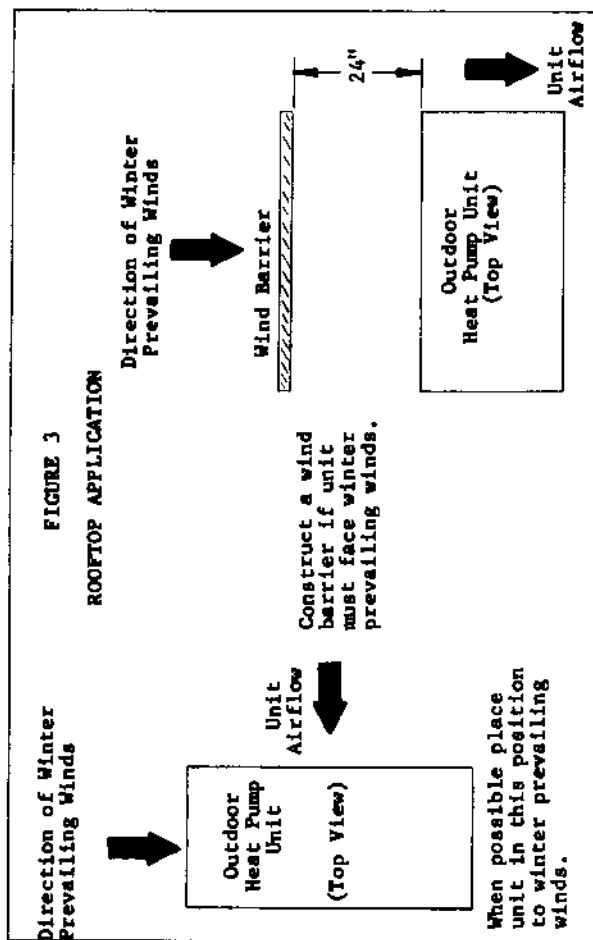 FIGURE 3
ROOFTOP APPLICATION
Direction of Winter
Prevailing Winds
Outdoor
Heat Pump
Unit
(Top View)
Unit
Airflow
When possible place
unit in this position
to winter prevailing
winds.
Construct a wind
barrier if unit
must face winter
prevailing winds.
Direction of Winter
Prevailing Winds
Wind Barrier
24"
Outdoor
Heat Pump Unit
(Top View)
Unit
Airflow